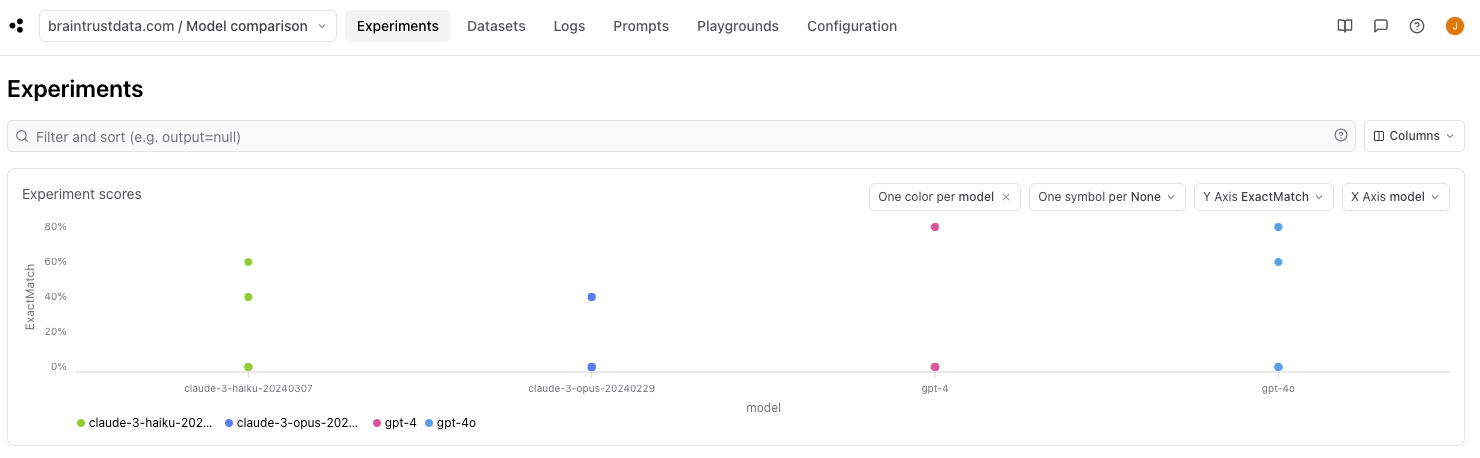 braintrustdata.com / Model comparison Experiments Datasets Logs Prompts Playgrounds Configuration J
Experiments
Filter and sort (e.g. output=null) Columns
Experiment scores One color per model One symbol per None Y Axis ExactMatch X Axis model
80%
60%
40%
20%
0%
ExactMatch
claude-3-haiku-20240307 claude-3-opus-20240229 gpt-4 gpt-4o
model
claude-3-haiku-202... claude-3-opus-202... gpt-4 gpt-4o